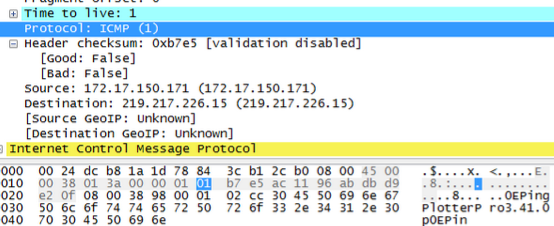 Fragment offset: 0
Time to live: 1
Protocol: ICMP (1)
Header checksum: 0xb7e5 [validation disabled]
[Good: False]
[Bad: False]
Source: 172.17.150.171 (172.17.150.171)
Destination: 219.217.226.15 (219.217.226.15)
[Source GeoIP: Unknown]
[Destination GeoIP: Unknown]
Internet Control Message Protocol
000 00 24 dc b8 1a 1d 78 84 3c b1 2c b0 08 00 45 00 .$....x. <.,...E.
010 00 38 01 3a 00 00 01 01 b7 e5 ac 11 96 ab db d9 .8.:.... ........
020 e2 0f 08 00 38 98 00 01 02 cc 30 45 50 69 6e 67 ....8... ..0EPing
030 50 6c 6f 74 74 65 72 50 72 6f 33 2e 34 31 2e 30 PlotterP ro3.41.0
040 70 30 45 50 69 6e p0EPin